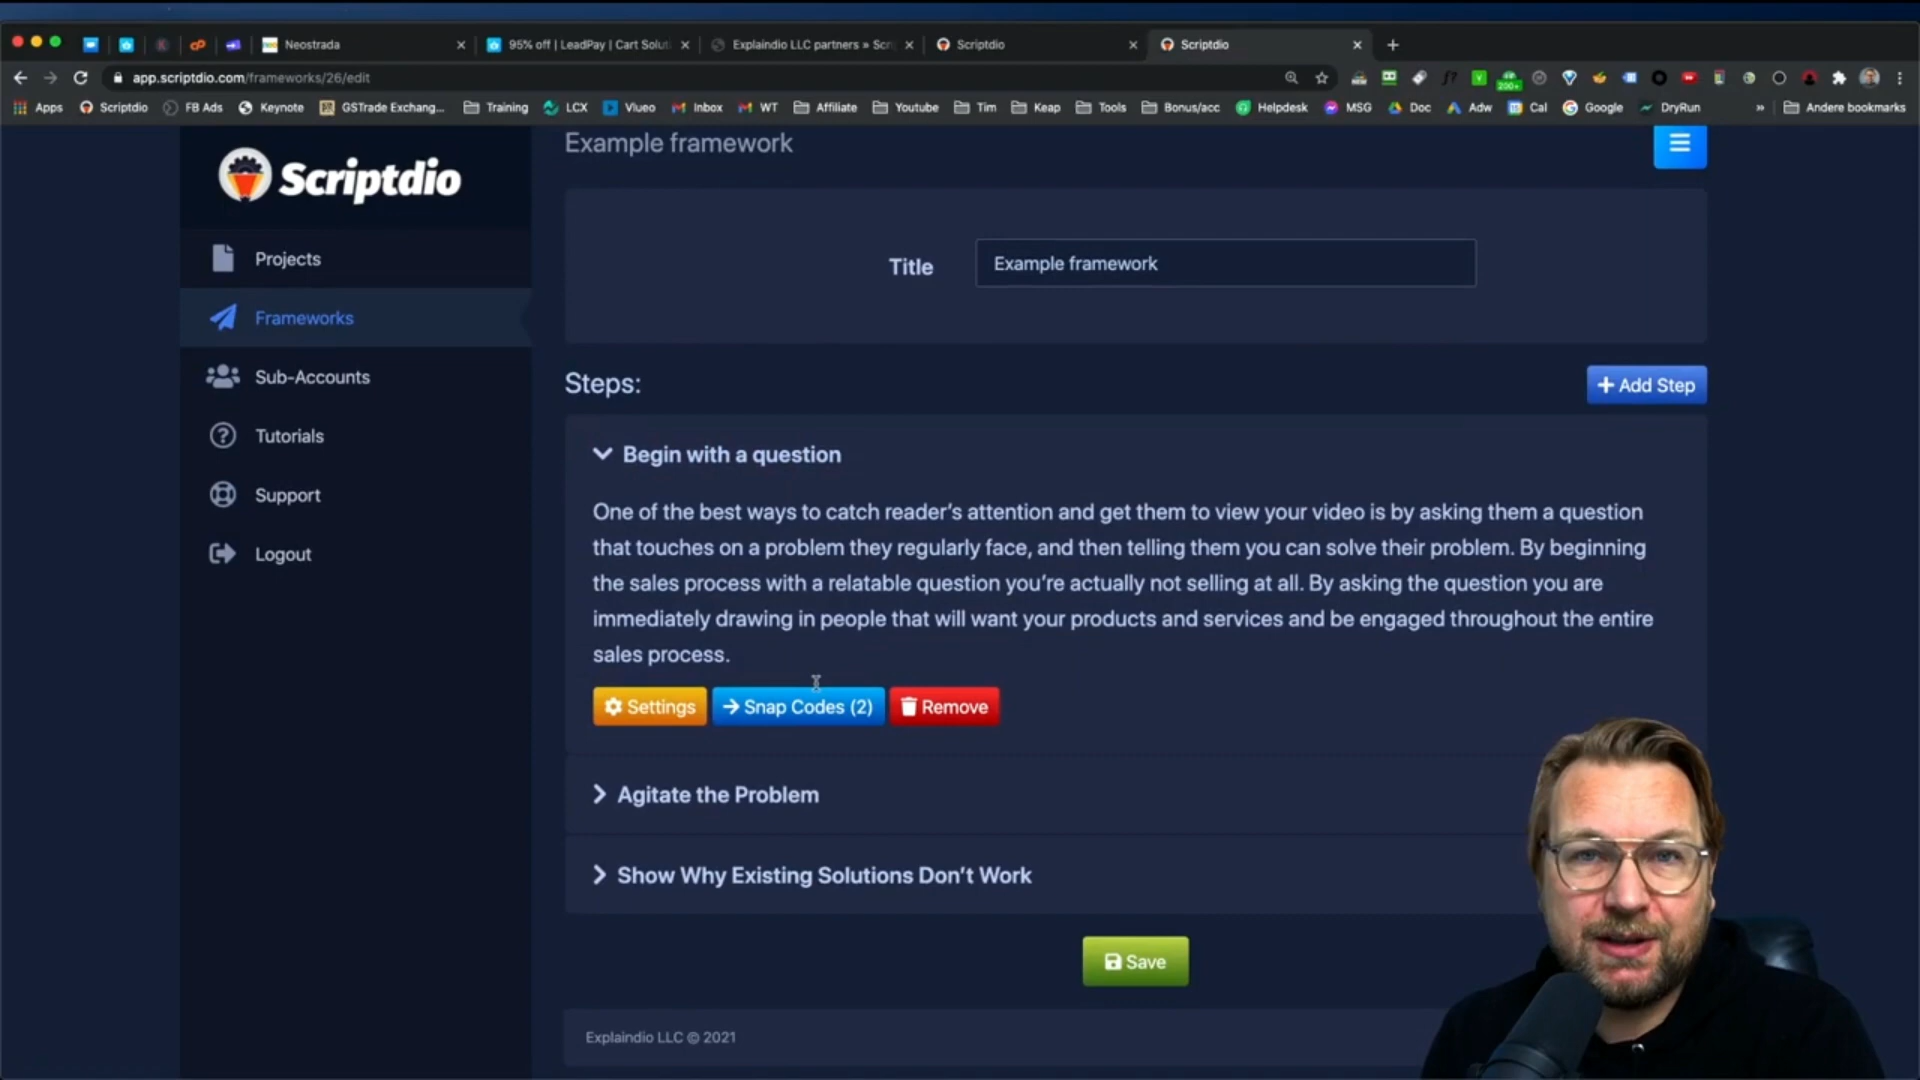 Neostrada
95% off | LeadPay | Cart Soluti
Explaindio LLC partners » Scri
Scriptdio
Scriptdio
app.scriptdio.com/frameworks/26/edit
200+
Apps
Scriptdio
FB Ads
Keynote
GSTrade Exchang...
Training
LCX
Vlueo
Inbox
WT
Affiliate
Youtube
Tim
Keap
Tools
Bonus/acc
Helpdesk
MSG
Doc
Adw
Cal
Google
DryRun
»
Andere bookmarks
Scriptdio
Projects
Frameworks
Sub-Accounts
Tutorials
Support
Logout
Example framework
Title
Example framework
Steps:
+ Add Step
Begin with a question
One of the best ways to catch reader's attention and get them to view your video is by asking them a question
that touches on a problem they regularly face, and then telling them you can solve their problem. By beginning
the sales process with a relatable question you're actually not selling at all. By asking the question you are
immediately drawing in people that will want your products and services and be engaged throughout the entire
sales process.
Settings
Snap Codes (2)
Remove
Agitate the Problem
Show Why Existing Solutions Don't Work
Save
Explaindio LLC © 2021